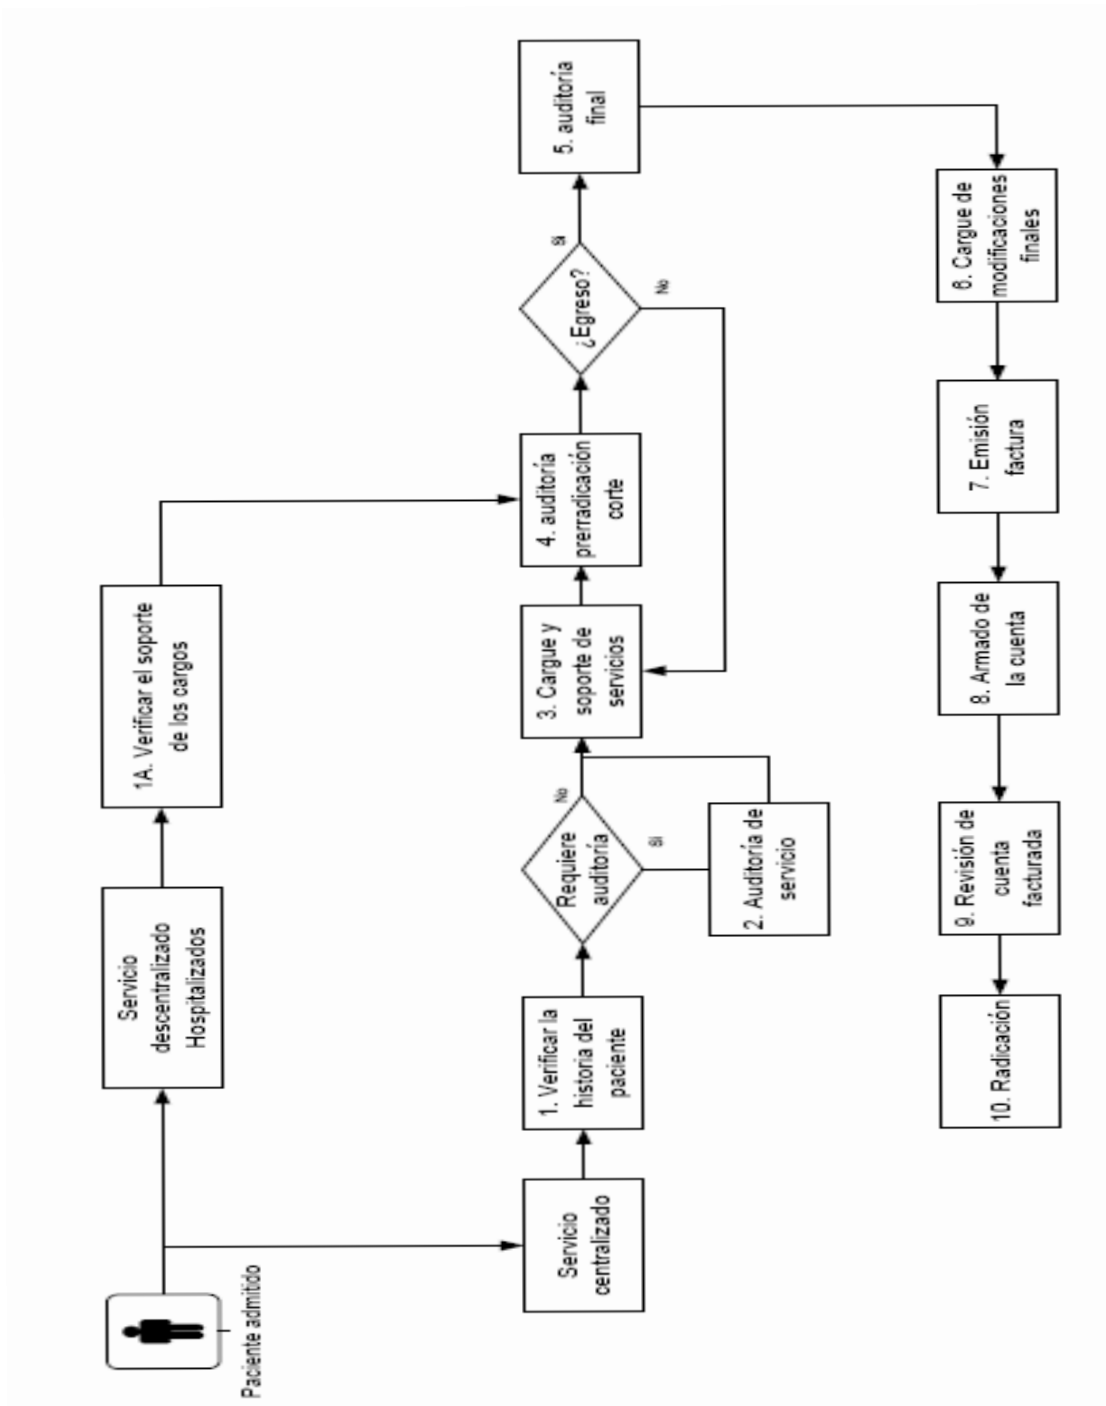 Paciente admitido
Servicio
descentralizado
Hospitalizados
1A. Verificar el soporte
de los cargos
Servicio
centralizado
1. Verificar la
historia del
paciente
Requiere
auditoría
No
Si
2. Auditoría de
servicio
3. Cargue y
soporte de
servicios
4. auditoría
prerradicación
corte
¿Egreso?
Si
No
5. auditoría
final
6. Cargue de
modificaciones
finales
7. Emisión
factura
8. Armado de
la cuenta
9. Revisión de
cuenta
facturada
10. Radicación